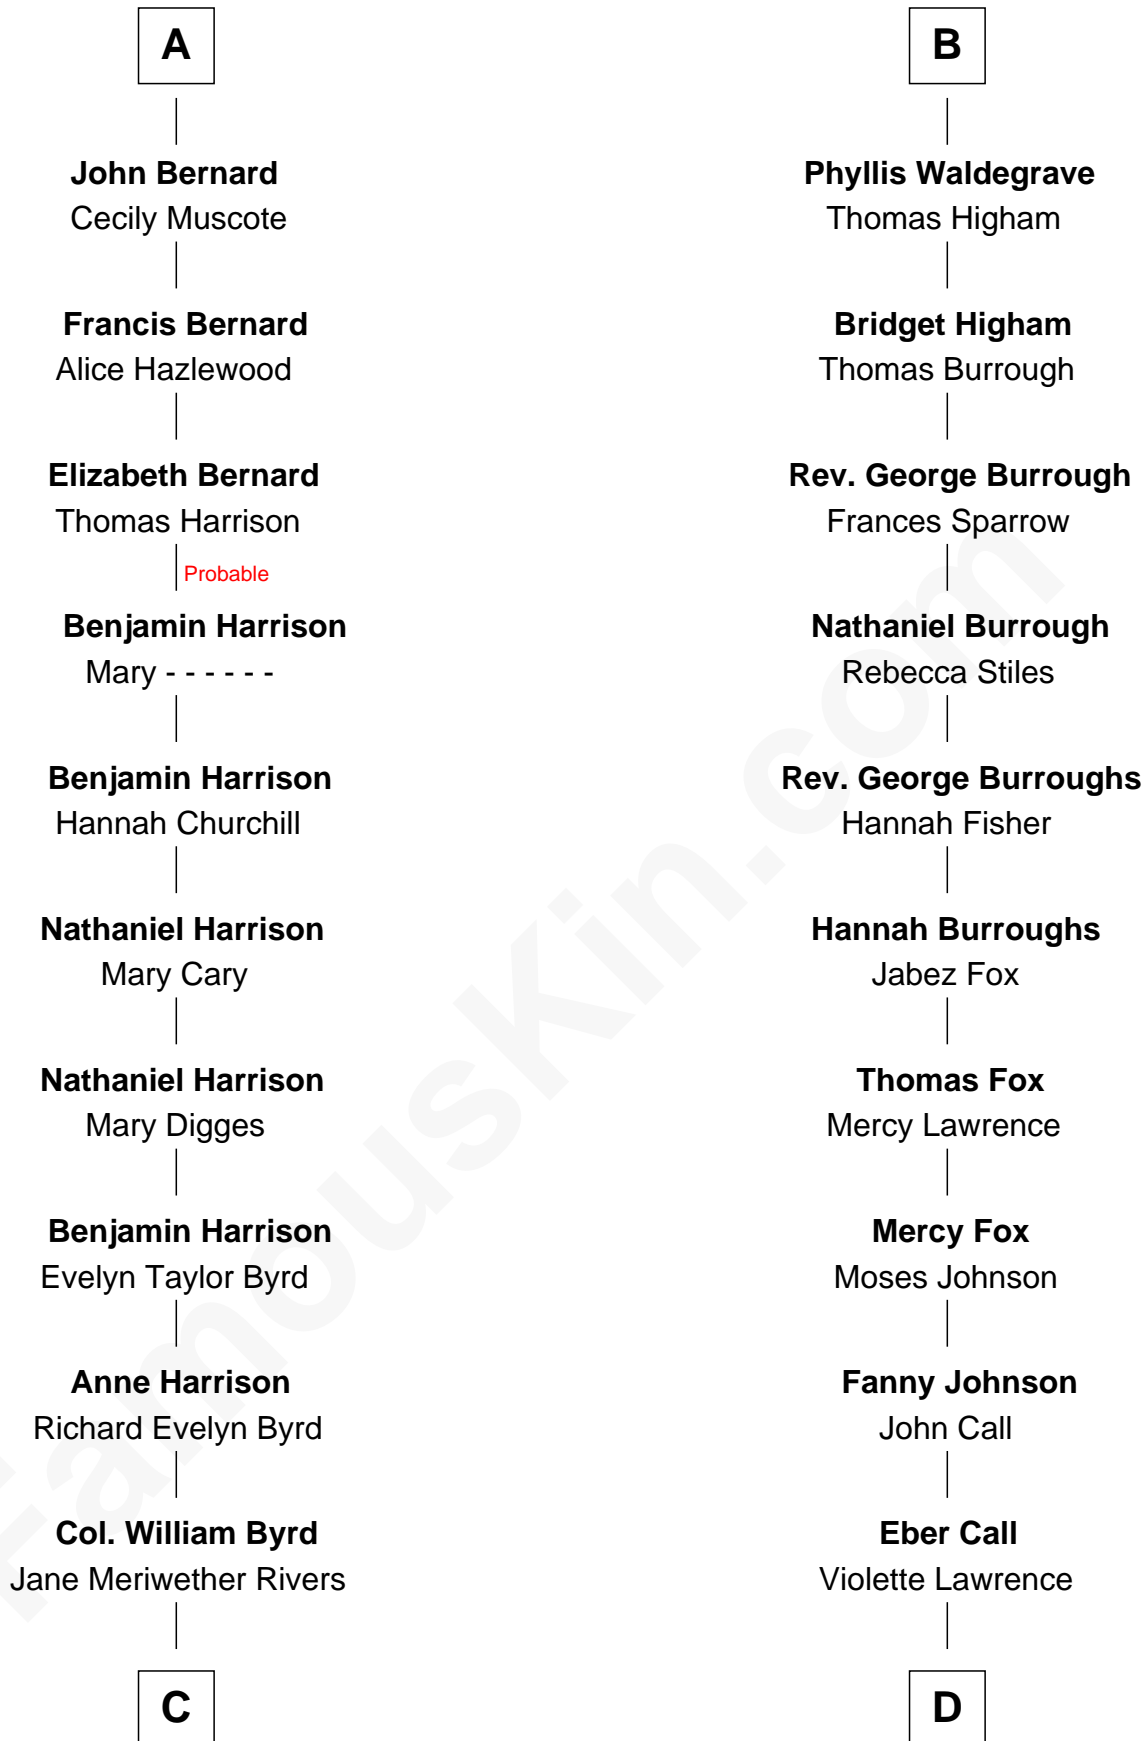 A
John Bernard
Cecily Muscote
Francis Bernard
Alice Hazlewood
Elizabeth Bernard
Thomas Harrison
Probable
Benjamin Harrison
Mary - - - - - -
Benjamin Harrison
Hannah Churchill
Nathaniel Harrison
Mary Cary
Nathaniel Harrison
Mary Digges
Benjamin Harrison
Evelyn Taylor Byrd
Anne Harrison
Richard Evelyn Byrd
Col. William Byrd
Jane Meriwether Rivers
C
B
Phyllis Waldegrave
Thomas Higham
Bridget Higham
Thomas Burrough
Rev. George Burrough
Frances Sparrow
Nathaniel Burrough
Rebecca Stiles
Rev. George Burroughs
Hannah Fisher
Hannah Burroughs
Jabez Fox
Thomas Fox
Mercy Lawrence
Mercy Fox
Moses Johnson
Fanny Johnson
John Call
Eber Call
Violette Lawrence
D
FamousKin.com